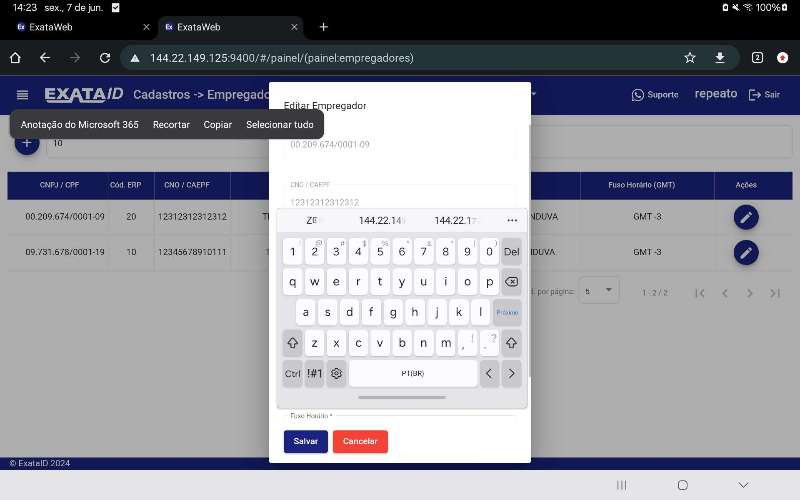 14:23 sex., 7 de jun. 100%
ExataWeb
ExataWeb
144.22.149.125:9400/#/painel/(painel:empregadores)
2
EXATAID Cadastros -> Empregado
Suporte repeato Sair
Editar Empregador
Anotação do Microsoft 365 Recortar Copiar Selecionar tudo
10
00.209.674/0001-09
CNO / CAEPF
12312312312312
CNPJ / CPF Cód. ERP CNO / CAEPF Fuso Horário (GMT) Ações
00.209.674/0001-09 20 12312312312312 NDUVA GMT -3
09.731.678/0001-19 10 12345678910111 NDUVA GMT -3
por página: 5 1 - 2 / 2
ZE 144.22.14 144.22.17 ...
1 2 3 4 5 6 7 8 9 0 Del
q w e r t y u i o p
a s d f g h j k l Próximo
z x c v b n m , ! . ?
Ctrl !#1 PT(BR) < >
Fuso Horário *
Salvar Cancelar
© ExataID 2024